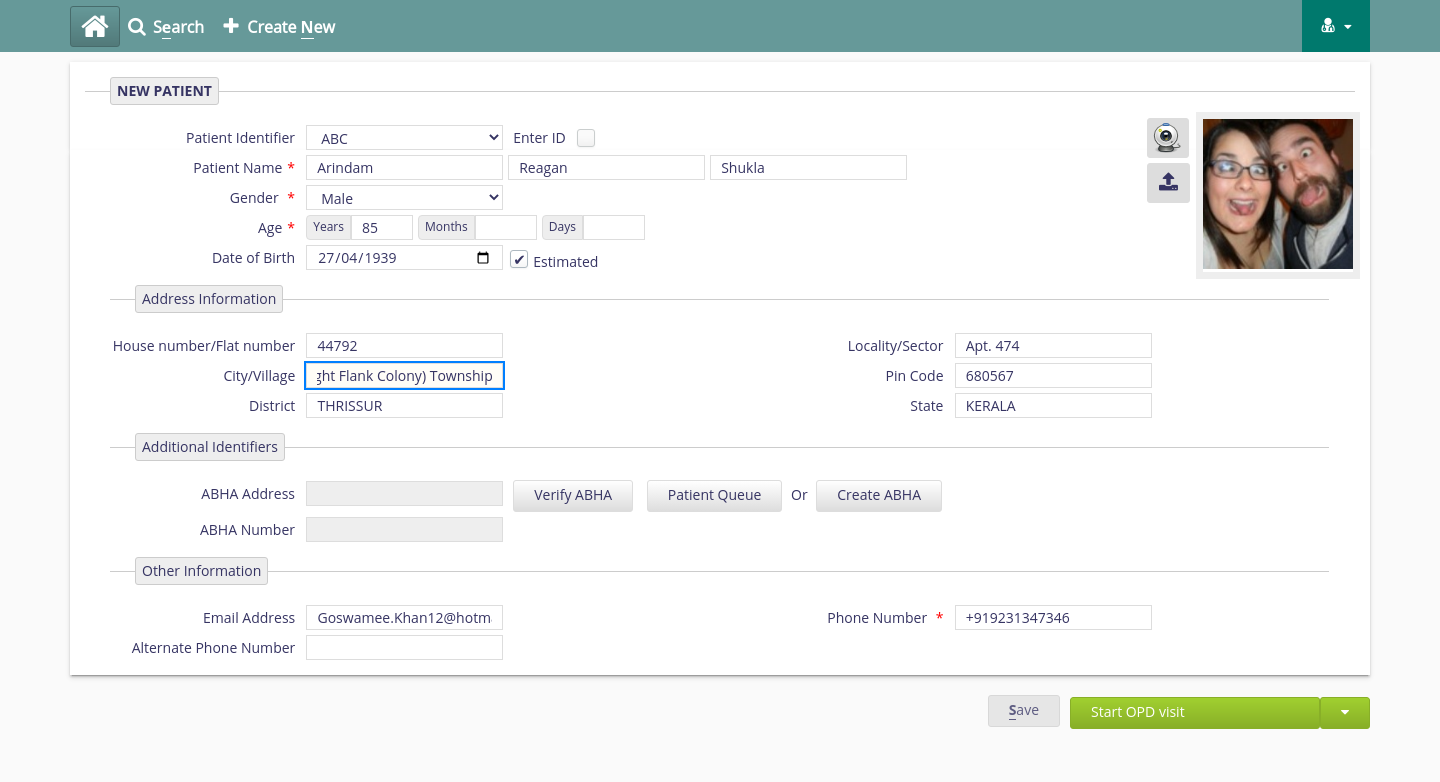 Search Create New
NEW PATIENT
Patient Identifier ABC Enter ID
Patient Name * Arindam Reagan Shukla
Gender * Male
Age * Years 85 Months Days
Date of Birth 27/04/1939 Estimated
Address Information
House number/Flat number 44792 Locality/Sector Apt. 474
City/Village Flank Colony) Township Pin Code 680567
District THRISSUR State KERALA
Additional Identifiers
ABHA Address Verify ABHA Patient Queue Or Create ABHA
ABHA Number
Other Information
Email Address Goswamee.Khan12@hotm Phone Number * +919231347346
Alternate Phone Number
Save Start OPD visit